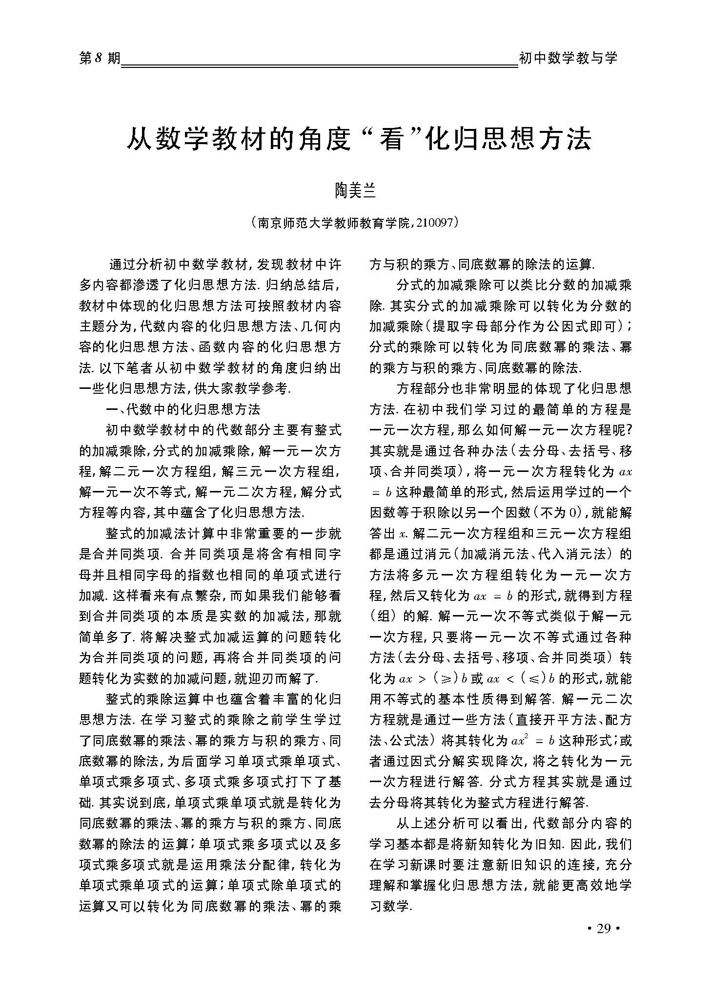 第8期
初中数学教与学
从数学教材的角度“看”化归思想方法
陶美兰
(南京师范大学教师教育学院,210097)
通过分析初中数学教材,发现教材中许
多内容都渗透了化归思想方法. 归纳总结后,
教材中体现的化归思想方法可按照教材内容
主题分为,代数内容的化归思想方法、几何内
容的化归思想方法、函数内容的化归思想方
法. 以下笔者从初中数学教材的角度归纳出
一些化归思想方法,供大家教学参考.
一、代数中的化归思想方法
初中数学教材中的代数部分主要有整式
的加减乘除,分式的加减乘除,解一元一次方
程,解二元一次方程组,解三元一次方程组,
解一元一次不等式,解一元二次方程,解分式
方程等内容,其中蕴含了化归思想方法.
整式的加减法计算中非常重要的一步就
是合并同类项. 合并同类项是将含有相同字
母并且相同字母的指数也相同的单项式进行
加减. 这样看来有点繁杂,而如果我们能够看
到合并同类项的本质是实数的加减法,那就
简单多了. 将解决整式加减运算的问题转化
为合并同类项的问题,再将合并同类项的问
题转化为实数的加减问题,就迎刃而解了.
整式的乘除运算中也蕴含着丰富的化归
思想方法. 在学习整式的乘除之前学生学过
了同底数幂的乘法、幂的乘方与积的乘方、同
底数幂的除法,为后面学习单项式乘单项式、
单项式乘多项式、多项式乘多项式打下了基
础. 其实说到底,单项式乘单项式就是转化为
同底数幂的乘法、幂的乘方与积的乘方、同底
数幂的除法的运算;单项式乘多项式以及多
项式乘多项式就是运用乘法分配律,转化为
单项式乘单项式的运算;单项式除单项式的
运算又可以转化为同底数幂的乘法、幂的乘
方与积的乘方、同底数幂的除法的运算.
分式的加减乘除可以类比分数的加减乘
除. 其实分式的加减乘除可以转化为分数的
加减乘除(提取字母部分作为公因式即可);
分式的乘除可以转化为同底数幂的乘法、幂
的乘方与积的乘方、同底数幂的除法.
方程部分也非常明显的体现了化归思想
方法. 在初中我们学习过的最简单的方程是
一元一次方程,那么如何解一元一次方程呢?
其实就是通过各种办法(去分母、去括号、移
项、合并同类项),将一元一次方程转化为 ax
= b 这种最简单的形式,然后运用学过的一个
因数等于积除以另一个因数(不为0),就能解
答出 x. 解二元一次方程组和三元一次方程组
都是通过消元(加减消元法、代入消元法)的
方法将多元一次方程组转化为一元一次方
程,然后又转化为 ax = b 的形式,就得到方程
(组)的解. 解一元一次不等式类似于解一元
一次方程,只要将一元一次不等式通过各种
方法(去分母、去括号、移项、合并同类项)转
化为 ax > (≥)b 或 ax < (≤)b 的形式,就能
用不等式的基本性质得到解答. 解一元二次
方程就是通过一些方法(直接开平方法、配方
法、公式法)将其转化为 ax² = b 这种形式;或
者通过因式分解实现降次,将之转化为一元
一次方程进行解答. 分式方程其实就是通过
去分母将其转化为整式方程进行解答.
从上述分析可以看出,代数部分内容的
学习基本都是将新知转化为旧知. 因此,我们
在学习新课时要注意新旧知识的连接,充分
理解和掌握化归思想方法,就能更高效地学
习数学.
·29·